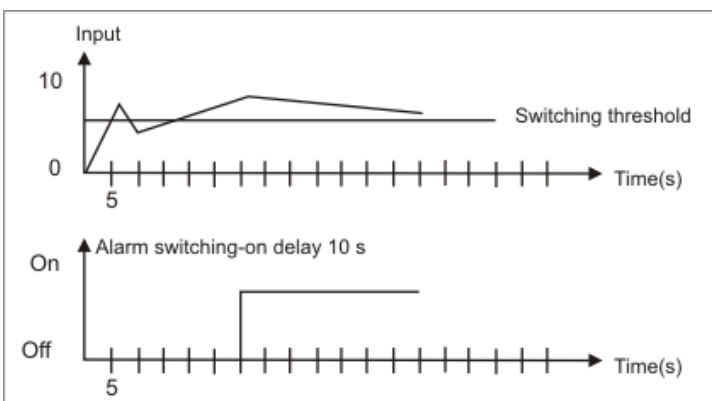 Input
10
Switching threshold
0
Time(s)
5
Alarm switching-on delay 10 s
On
Off
Time(s)
5